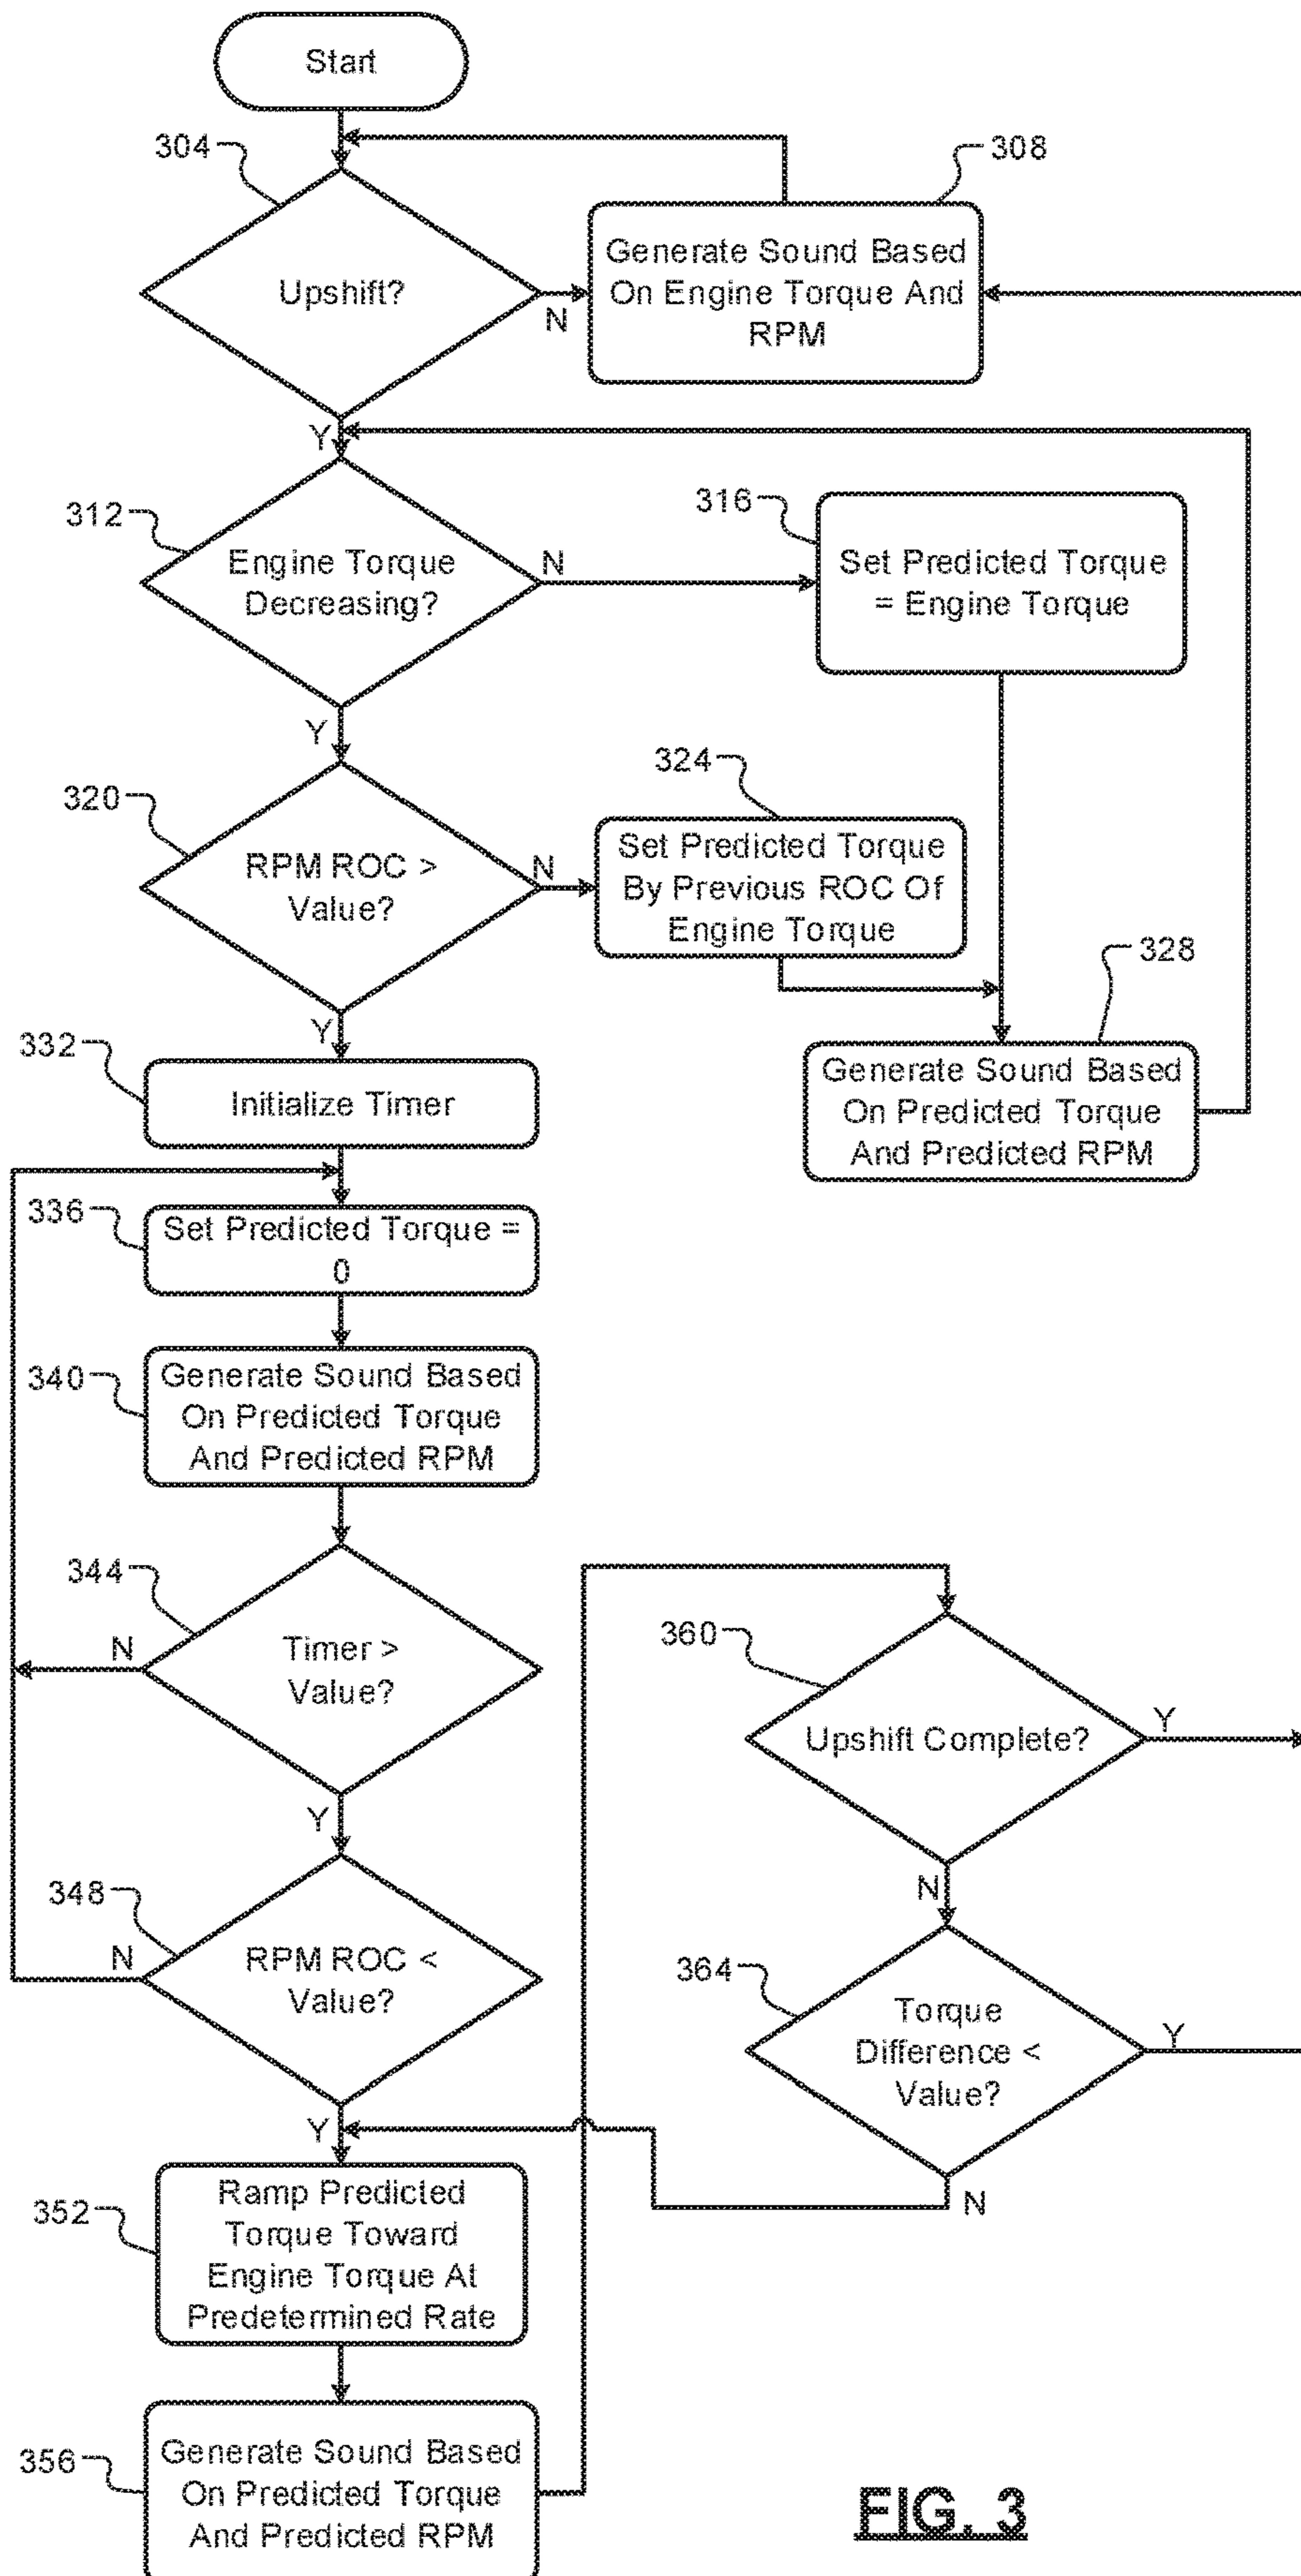 Start
304
308
Upshift?
N
Generate Sound Based
On Engine Torque And
RPM
Y
312
316
Engine Torque
Decreasing?
N
Set Predicted Torque
= Engine Torque
Y
320
324
RPM ROC >
Value?
N
Set Predicted Torque
By Previous ROC Of
Engine Torque
328
Y
332
Initialize Timer
Generate Sound Based
On Predicted Torque
And Predicted RPM
336
Set Predicted Torque =
0
340
Generate Sound Based
On Predicted Torque
And Predicted RPM
344
N
Timer >
Value?
Y
348
N
RPM ROC <
Value?
Y
352
Ramp Predicted
Torque Toward
Engine Torque At
Predetermined Rate
356
Generate Sound Based
On Predicted Torque
And Predicted RPM
360
Upshift Complete?
Y
N
364
Torque
Difference <
Value?
Y
N
FIG. 3